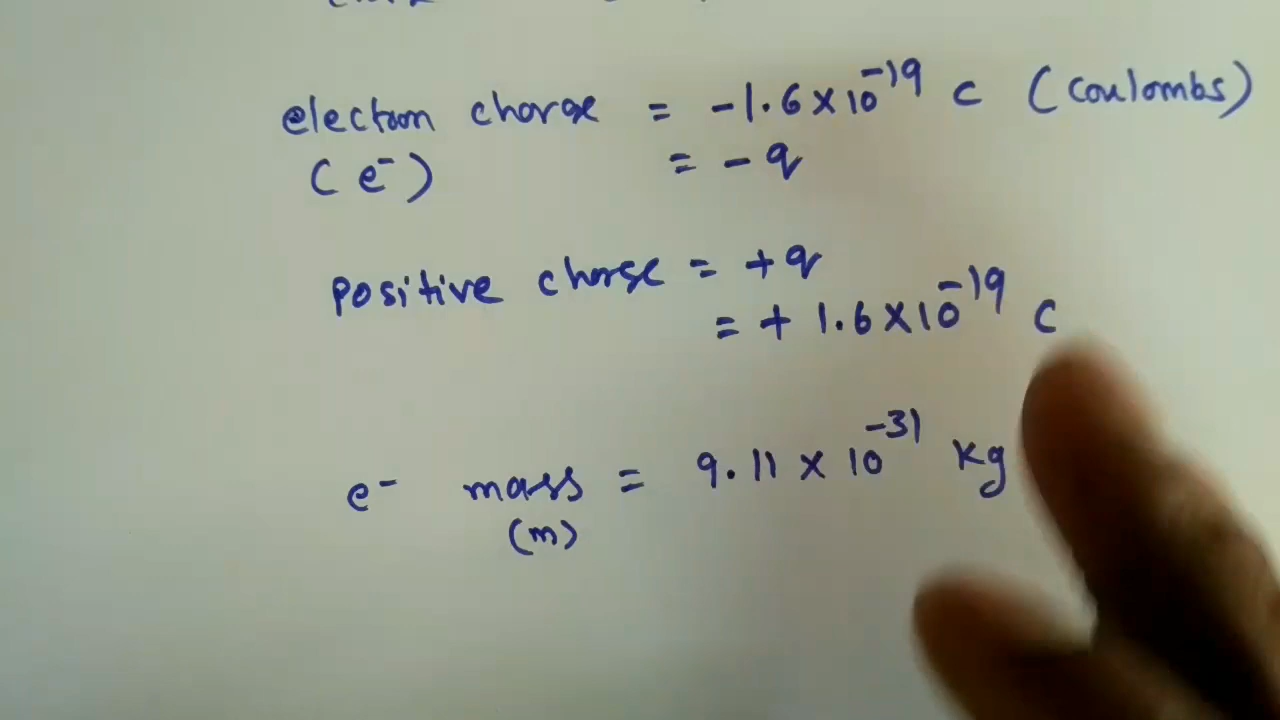 electron charge = -1.6×10⁻¹⁹ C (Coulombs)
(e⁻) = -q
positive charge = +q
= + 1.6×10⁻¹⁹ C
e⁻ mass = 9.11 × 10⁻³¹ kg
(m)